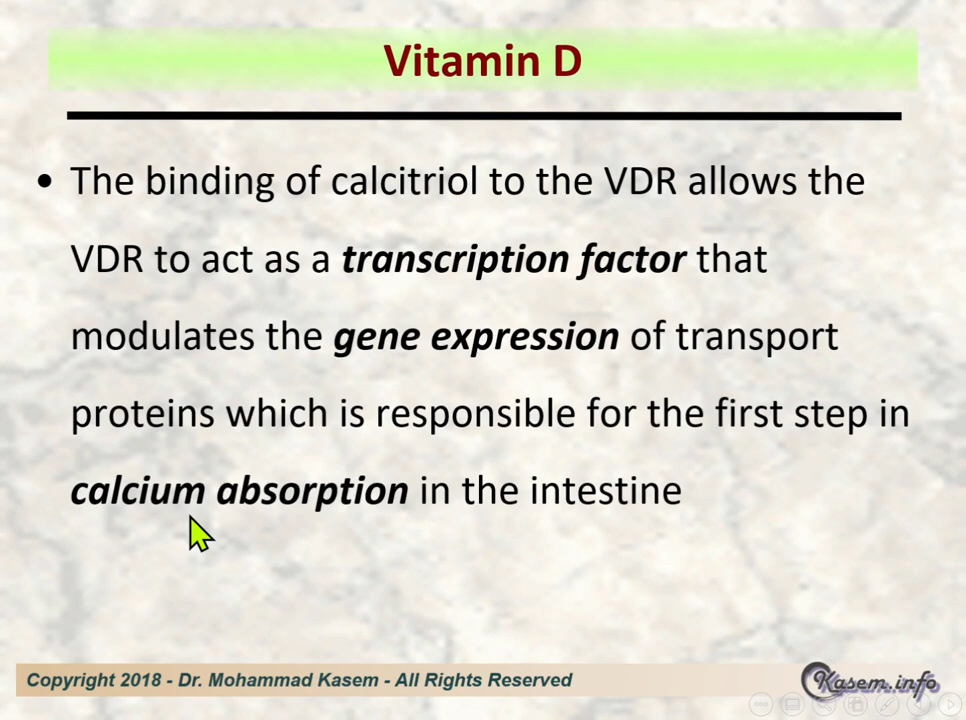 Vitamin D
• The binding of calcitriol to the VDR allows the
VDR to act as a transcription factor that
modulates the gene expression of transport
proteins which is responsible for the first step in
calcium absorption in the intestine
Copyright 2018 - Dr. Mohammad Kasem - All Rights Reserved
Kasem.info